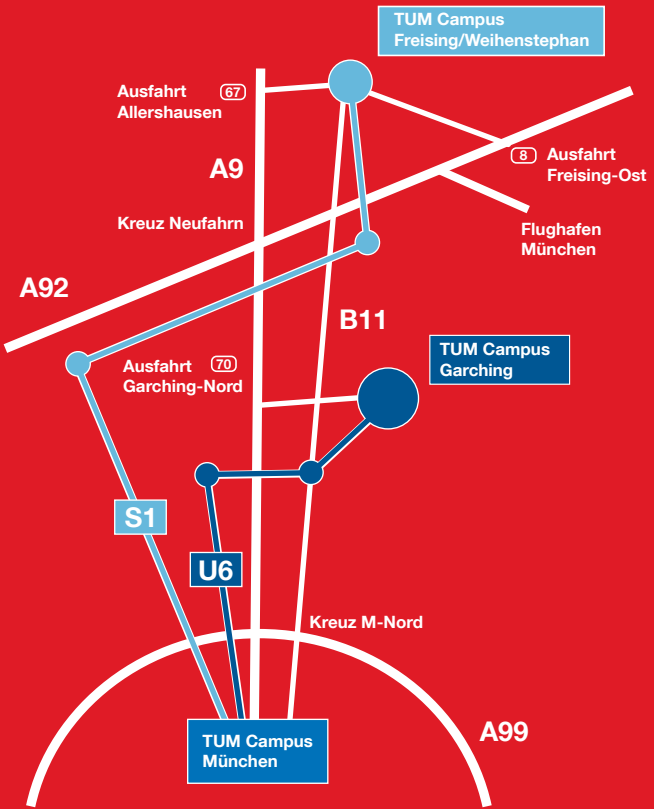 TUM Campus
Freising/Weihenstephan
Ausfahrt 67
Allershausen
8 Ausfahrt
Freising-Ost
A9
Kreuz Neufahrn
Flughafen
München
A92
B11
TUM Campus
Garching
Ausfahrt 70
Garching-Nord
S1
U6
Kreuz M-Nord
A99
TUM Campus
München